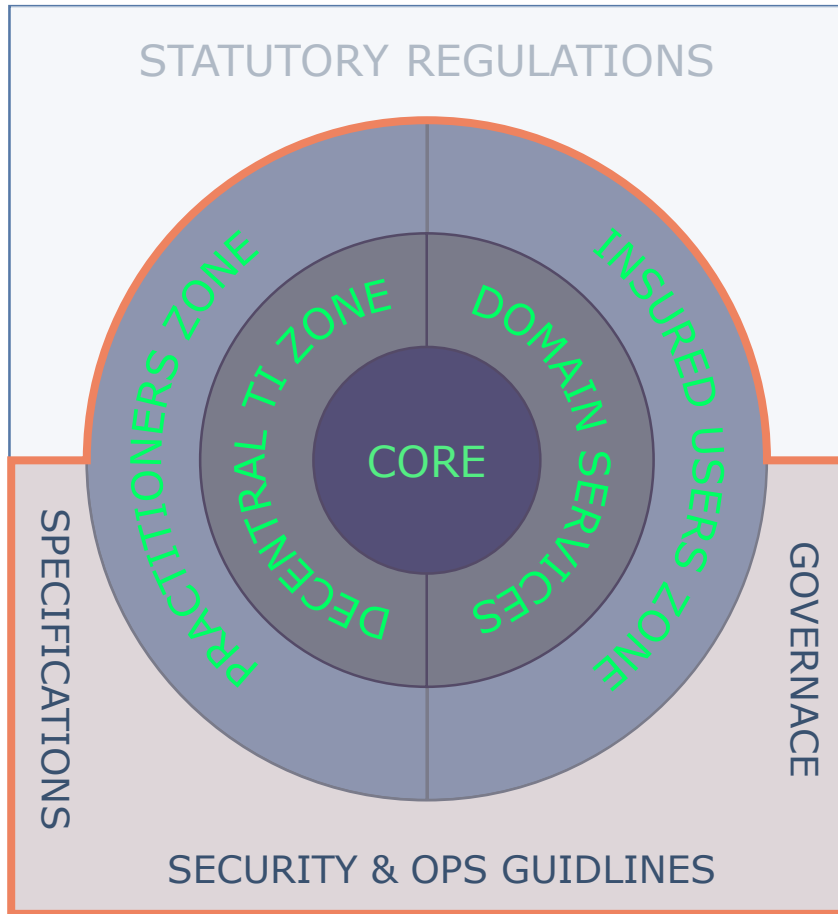 STATUTORY REGULATIONS
PRACTITIONERS ZONE
DECENTRAL TI ZONE
CORE
DOMAIN SERVICES
INSURED USERS ZONE
SPECIFICATIONS
GOVERNACE
SECURITY & OPS GUIDLINES